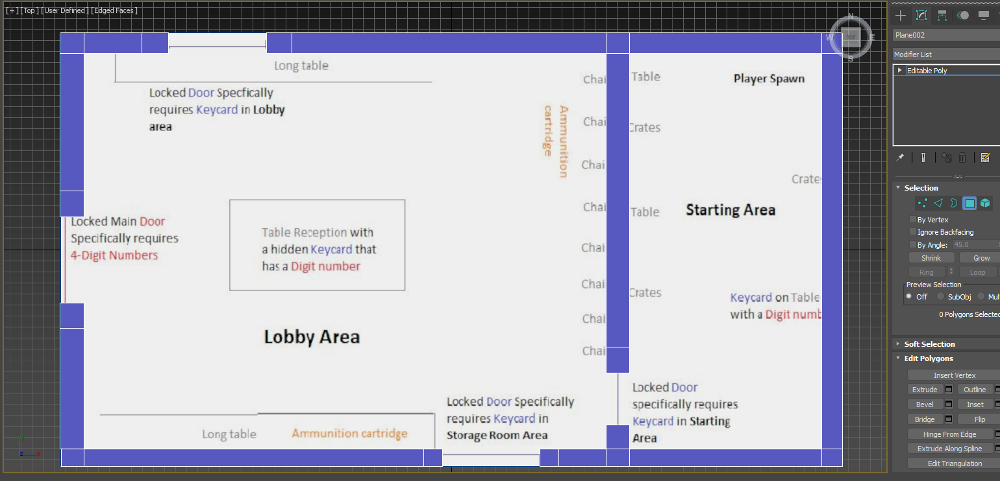 [+] [Top ] [User Defined ] [Edged Faces ]
N
W
TOP
E
S
Long table
Locked Door Specfically
requires Keycard in Lobby
area
Ammunition
cartridge
Chai
Chai
Chai
Chai
Chai
Chai
Chai
Chai
Table
Player Spawn
Crates
Crates
Table
Starting Area
Crates
Keycard on Table
with a Digit numb
Locked Main Door
Specifically requires
4-Digit Numbers
Table Reception with
a hidden Keycard that
has a Digit number
Lobby Area
Long table
Ammunition cartridge
Locked Door Specifically
requires Keycard in
Storage Room Area
Locked Door
specifically requires
Keycard in Starting
Area
Plane002
Modifier List
Editable Poly
Selection
By Vertex
Ignore Backfacing
By Angle: 45.0
Shrink Grow
Ring Loop
Preview Selection
Off SubObj Mul
0 Polygons Selected
Soft Selection
Edit Polygons
Insert Vertex
Extrude Outline
Bevel Inset
Bridge Flip
Hinge From Edge
Extrude Along Spline
Edit Triangulation